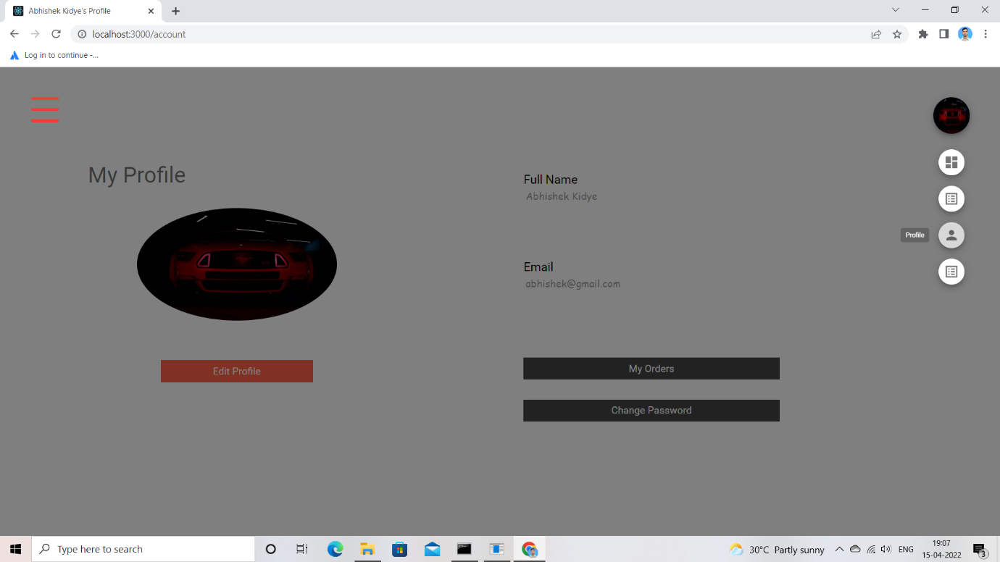 Abhishek Kidye's Profile
localhost:3000/account
Log in to continue -...
My Profile
Full Name
Abhishek Kidye
Profile
Email
abhishek@gmail.com
Edit Profile
My Orders
Change Password
Type here to search
30°C Partly sunny
ENG
19:07
15-04-2022
3